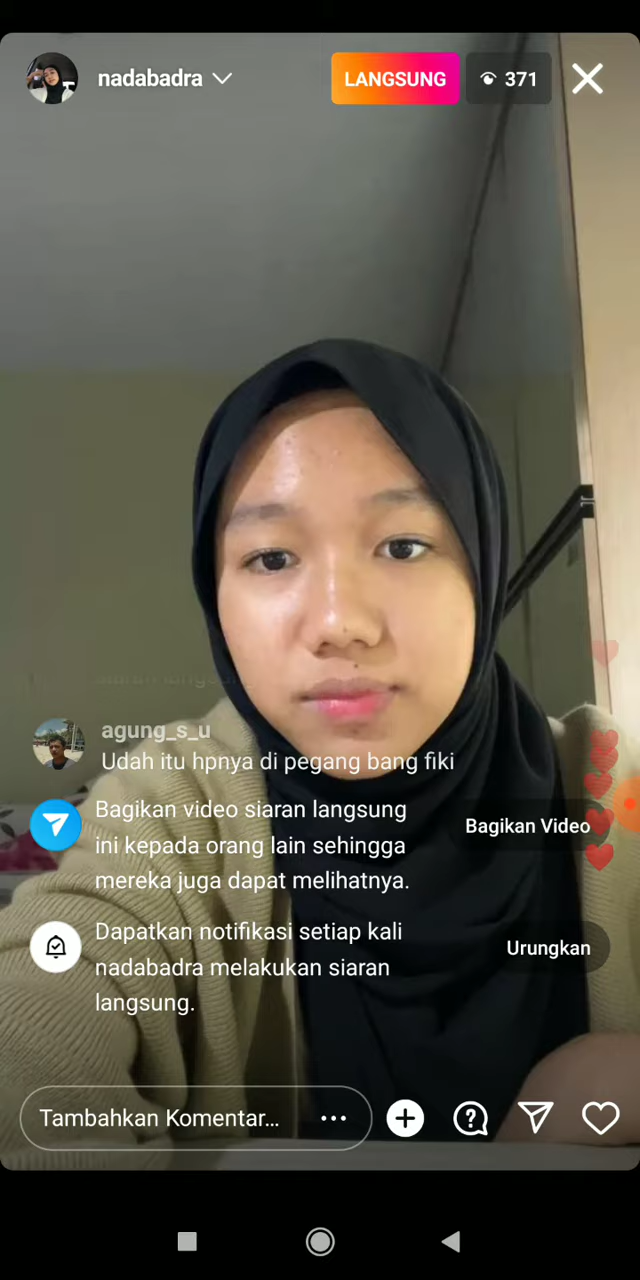 nadabadra
LANGSUNG
371
agung_s_u
Udah itu hpnya di pegang bang fiki
Bagikan video siaran langsung
ini kepada orang lain sehingga
mereka juga dapat melihatnya.
Bagikan Video
Dapatkan notifikasi setiap kali
nadabadra melakukan siaran
langsung.
Urungkan
Tambahkan Komentar...